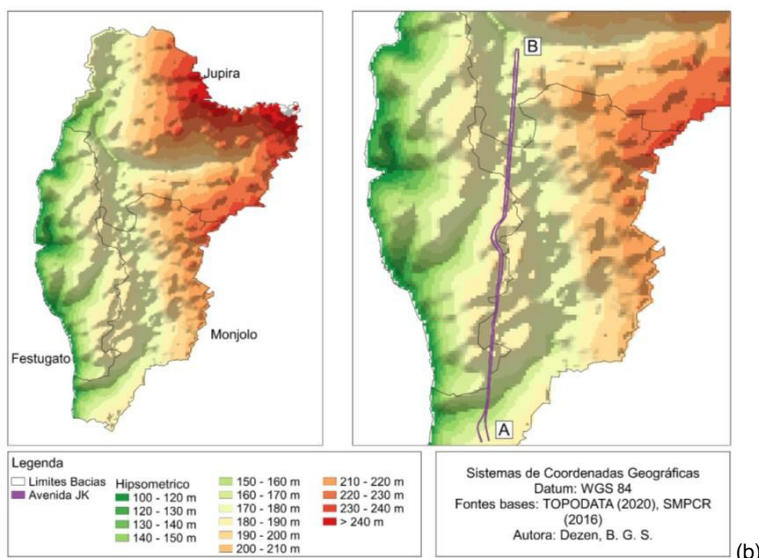 Jupira
Monjolo
Festugato
B
A
Legenda
Limites Bacias
Avenida JK
Hipsometrico
100 - 120 m
120 - 130 m
130 - 140 m
140 - 150 m
150 - 160 m
160 - 170 m
170 - 180 m
180 - 190 m
190 - 200 m
200 - 210 m
210 - 220 m
220 - 230 m
230 - 240 m
> 240 m
Sistemas de Coordenadas Geográficas
Datum: WGS 84
Fontes bases: TOPODATA (2020), SMPCR
(2016)
Autora: Dezen, B. G. S.
(b)